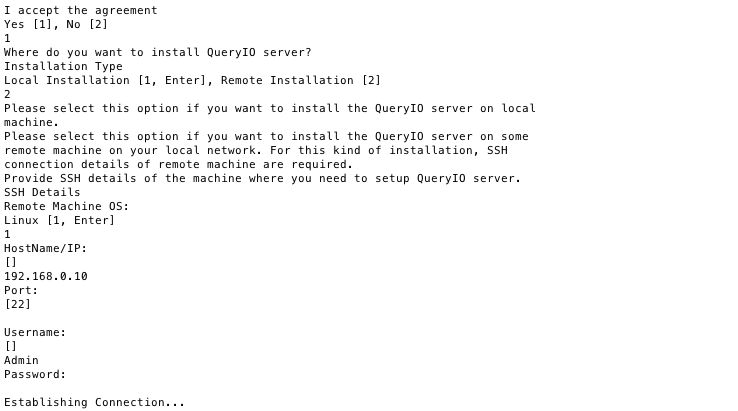 I accept the agreement
Yes [1], No [2]
1
Where do you want to install QueryIO server?
Installation Type
Local Installation [1, Enter], Remote Installation [2]
2
Please select this option if you want to install the QueryIO server on local
machine.
Please select this option if you want to install the QueryIO server on some
remote machine on your local network. For this kind of installation, SSH
connection details of remote machine are required.
Provide SSH details of the machine where you need to setup QueryIO server.
SSH Details
Remote Machine OS:
Linux [1, Enter]
1
HostName/IP:
[]
192.168.0.10
Port:
[22]
Username:
[]
Admin
Password:
Establishing Connection...